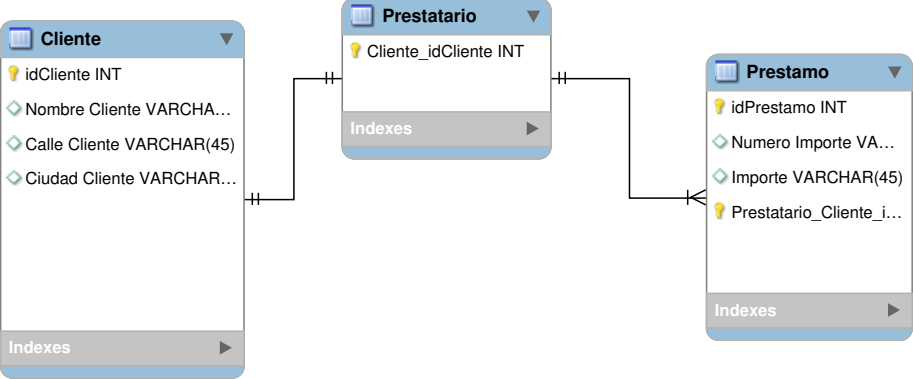 Cliente
idCliente INT
Nombre Cliente VARCHA...
Calle Cliente VARCHAR(45)
Ciudad Cliente VARCHAR...
Indexes
Prestatario
Cliente_idCliente INT
Indexes
Prestamo
idPrestamo INT
Numero Importe VA...
Importe VARCHAR(45)
Prestatario_Cliente_i...
Indexes